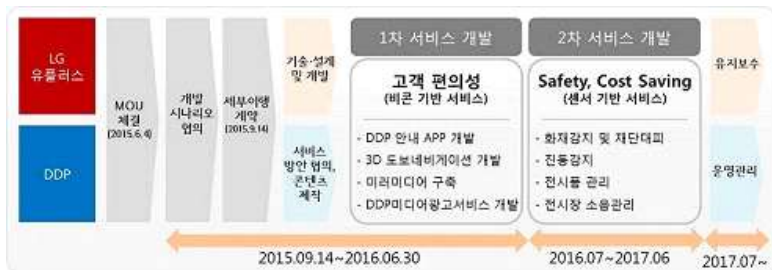 LG
유플러스
DDP
MOU
체결
(2015.6.4)
개발
시나리오
협의
세부이행
계약
(2015.9.14)
기술·설계
및 개발
서비스
방안 협의,
콘텐츠
제작
1차 서비스 개발
고객 편의성
(비콘 기반 서비스)
- DDP 안내 APP 개발
- 3D 도보네비게이션 개발
- 미러미디어 구축
- DDP미디어광고서비스 개발
2차 서비스 개발
Safety, Cost Saving
(센서 기반 서비스)
- 화재감지 및 재단대피
- 진동감지
- 전시품 관리
- 전시장 소음관리
유지보수
운영관리
2015.09.14~2016.06.30
2016.07~2017.06
2017.07~